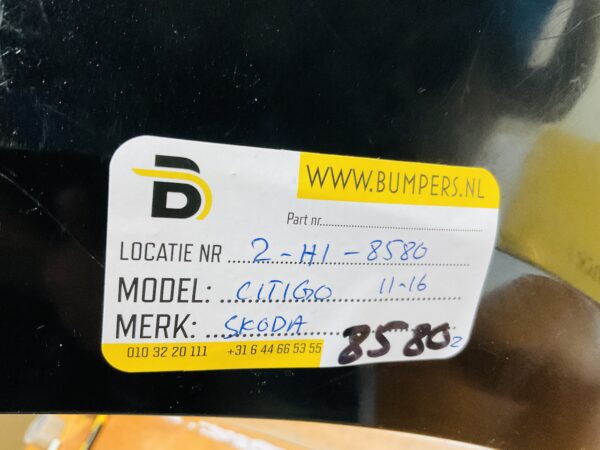 B
WWW.BUMPERS.NL
Part nr.
LOCATIE NR 2-H1-8580
MODEL: CITIGO 11-16
MERK: SKODA
8580 2
010 32 20 111 +31 6 44 66 53 55